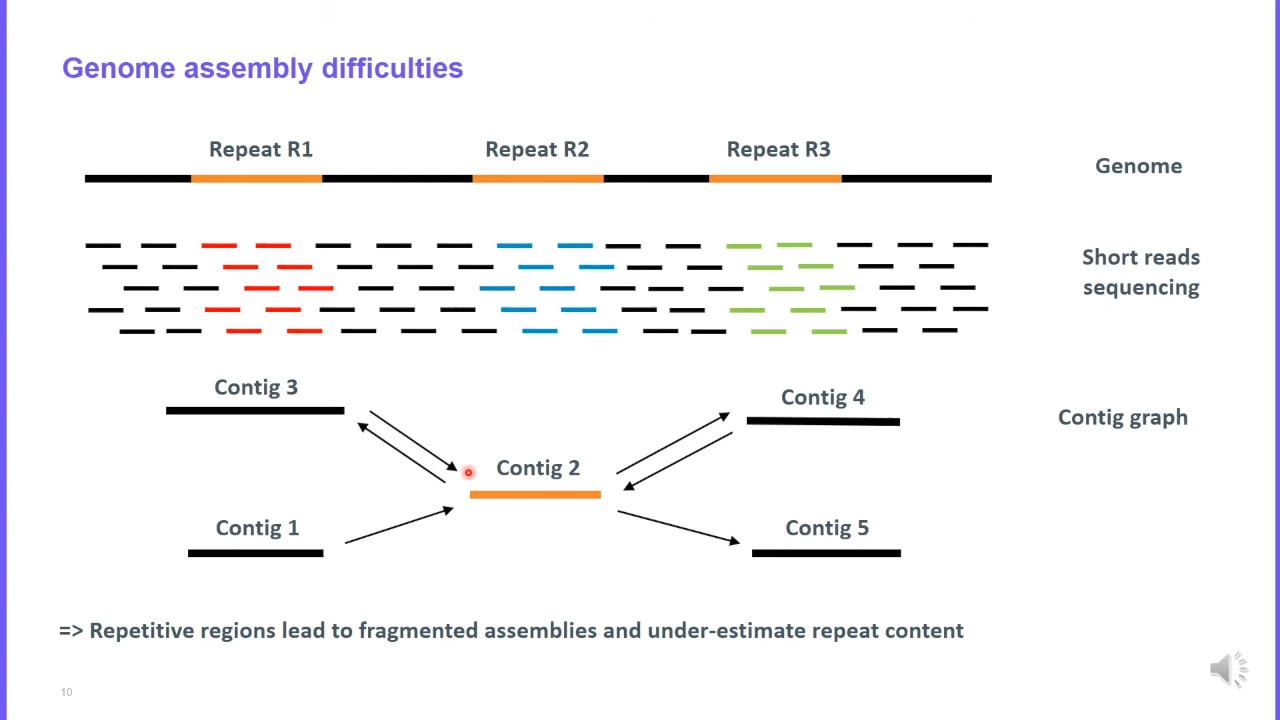 Genome assembly difficulties
Repeat R1
Repeat R2
Repeat R3
Genome
Short reads
sequencing
Contig 3
Contig 4
Contig graph
Contig 2
Contig 1
Contig 5
=> Repetitive regions lead to fragmented assemblies and under-estimate repeat content
10